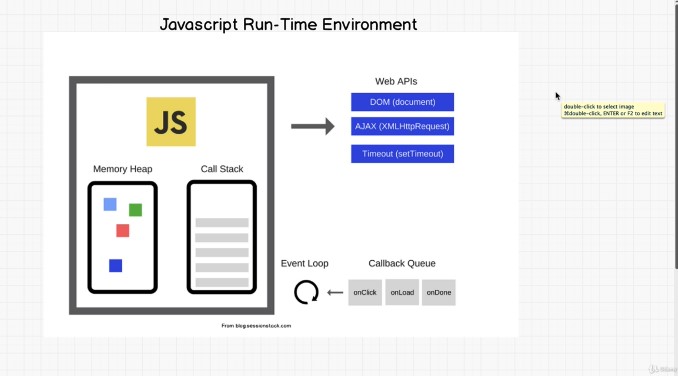 Javascript Run-Time Environment
JS
Memory Heap
Call Stack
Web APIs
DOM (document)
AJAX (XMLHttpRequest)
Timeout (setTimeout)
double-click to select image
ENTER or F2 to edit text
Event Loop
Callback Queue
onClick
onLoad
onDone
From blog.sessionstack.com